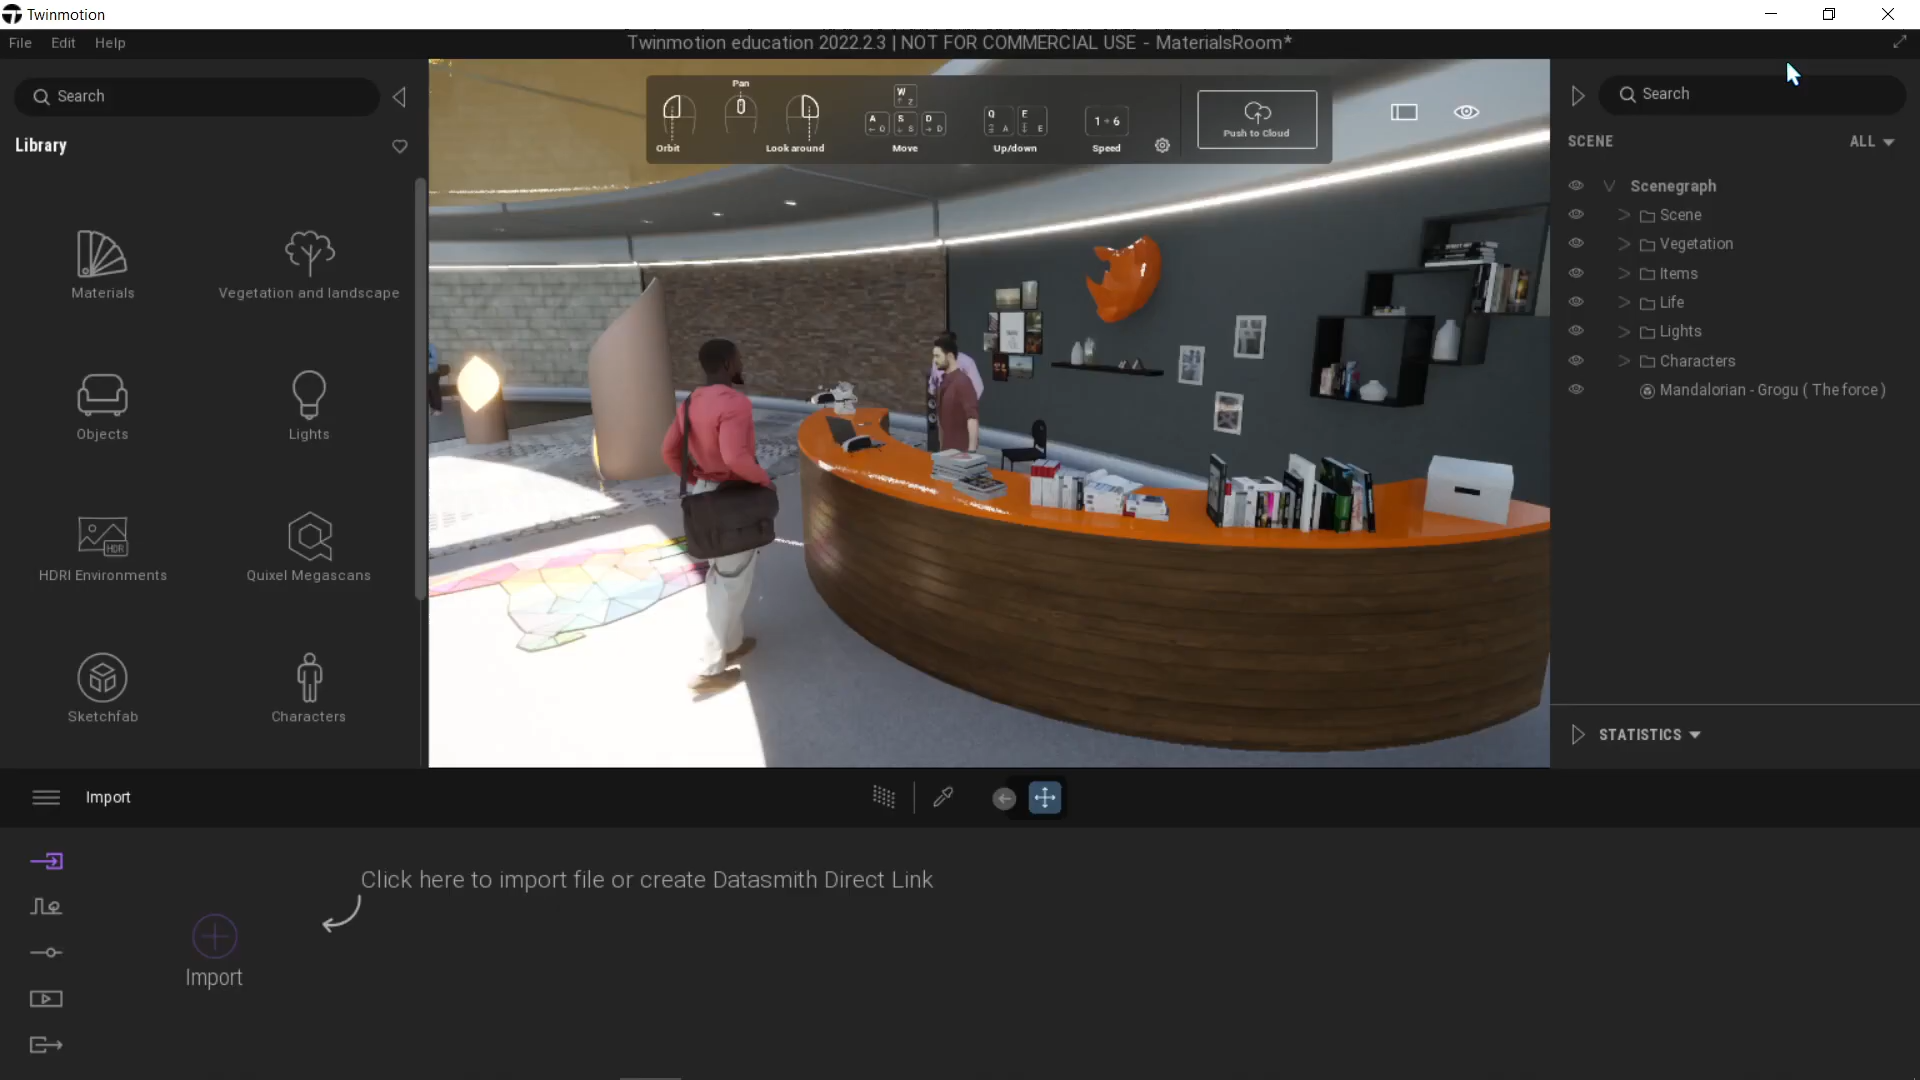 Twinmotion
File Edit Help
Twinmotion education 2022.2.3 | NOT FOR COMMERCIAL USE - MaterialsRoom*
Search
Library
Materials
Vegetation and landscape
Objects
Lights
HDR
HDRI Environments
Quixel Megascans
Sketchfab
Characters
Orbit
Pan
Look around
W
Z
A
Q
S
S
D
D
Move
Q
A
E
E
Up/down
1 6
Speed
Push to Cloud
Search
SCENE
ALL
Scenegraph
Scene
Vegetation
Items
Life
Lights
Characters
Mandalorian - Grogu ( The force )
STATISTICS
Import
Click here to import file or create Datasmith Direct Link
Import